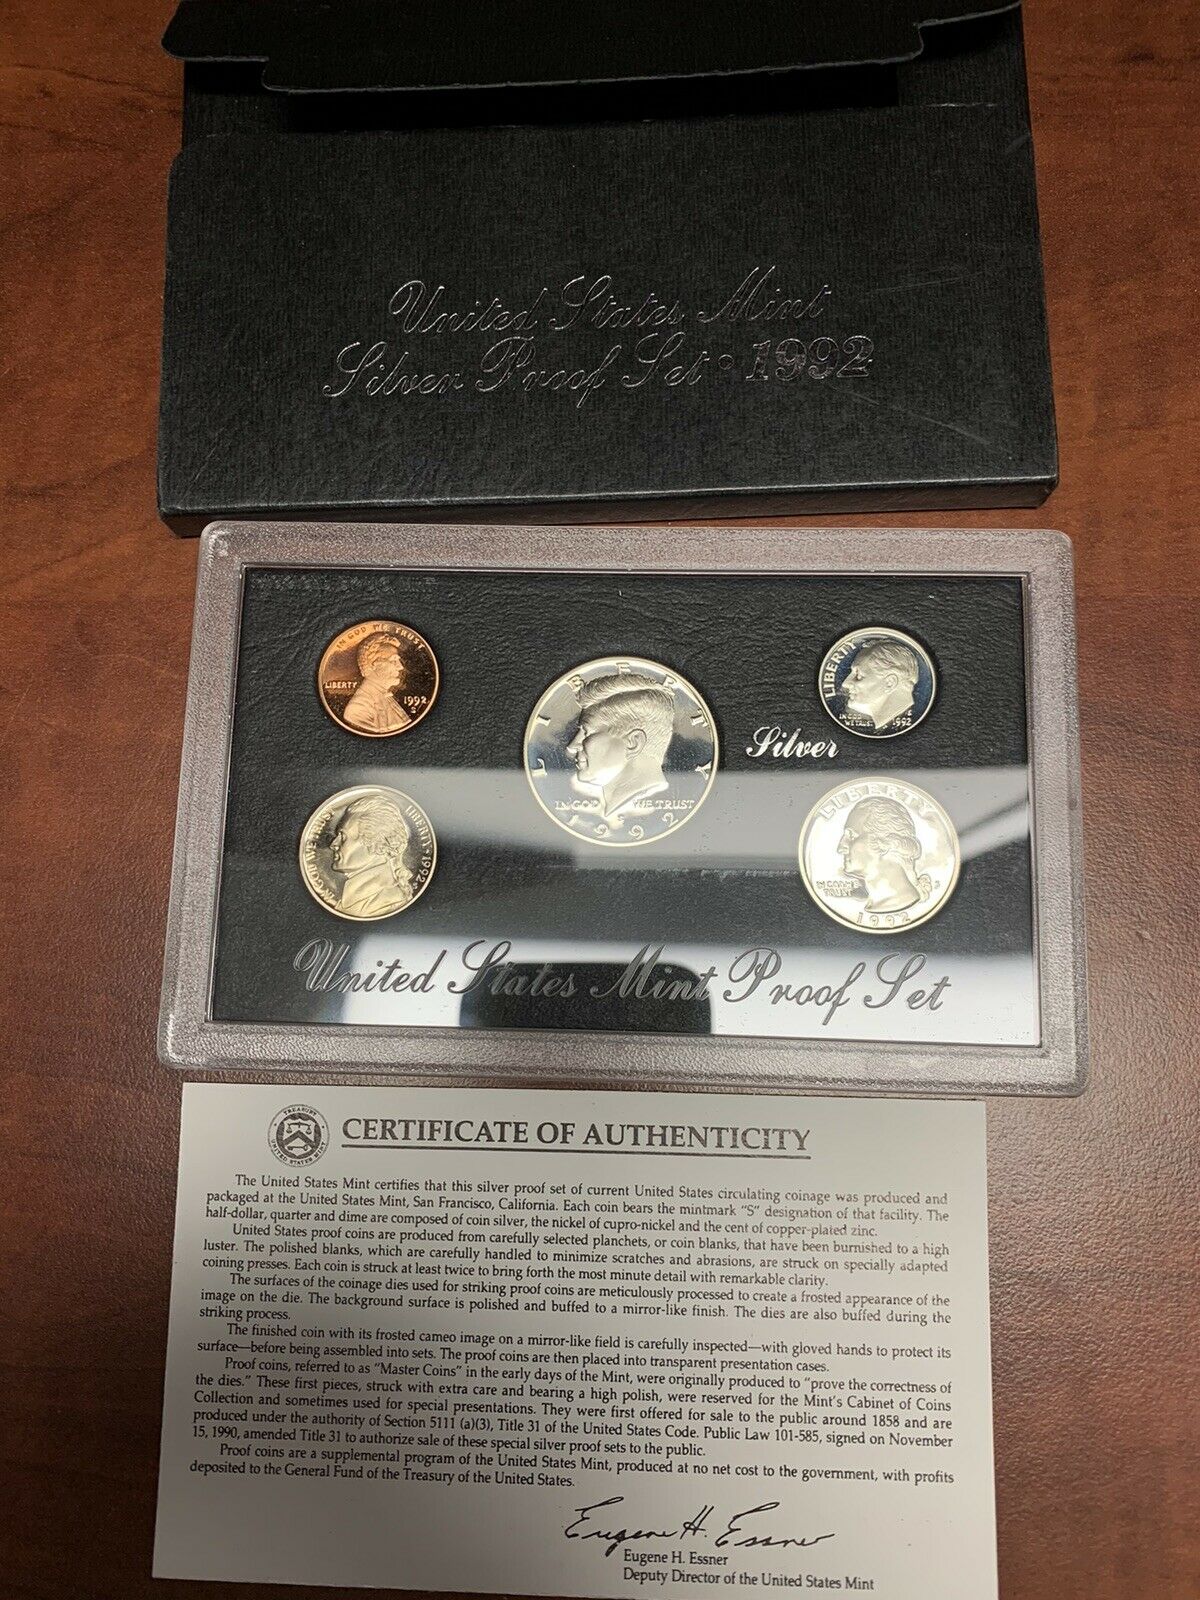 United States Mint
Silver Proof Set · 1992
IN GOD WE TRUST
LIBERTY
1992
S
LIBERTY
IN GOD WE TRUST
1992
LIBERTY
IN GOD
WE TRUST
S
1992
Silver
IN GOD WE TRUST
LIBERTY · 1992
LIBERTY
IN GOD WE
TRUST
S
1992
United States Mint Proof Set
CERTIFICATE OF AUTHENTICITY
The United States Mint certifies that this silver proof set of current United States circulating coinage was produced and
packaged at the United States Mint, San Francisco, California. Each coin bears the mintmark "S" designation of that facility. The
half-dollar, quarter and dime are composed of coin silver, the nickel of cupro-nickel and the cent of copper-plated zinc.
United States proof coins are produced from carefully selected planchets, or coin blanks, that have been burnished to a high
luster. The polished blanks, which are carefully handled to minimize scratches and abrasions, are struck on specially adapted
coining presses. Each coin is struck at least twice to bring forth the most minute detail with remarkable clarity.
The surfaces of the coinage dies used for striking proof coins are meticulously processed to create a frosted appearance of the
image on the die. The background surface is polished and buffed to a mirror-like finish. The dies are also buffed during the
striking process.
The finished coin with its frosted cameo image on a mirror-like field is carefully inspected—with gloved hands to protect its
surface—before being assembled into sets. The proof coins are then placed into transparent presentation cases.
Proof coins, referred to as "Master Coins" in the early days of the Mint, were originally produced to "prove the correctness of
the dies." These first pieces, struck with extra care and bearing a high polish, were reserved for the Mint's Cabinet of Coins
Collection and sometimes used for special presentations. They were first offered for sale to the public around 1858 and are
produced under the authority of Section 5111 (a)(3), Title 31 of the United States Code. Public Law 101-585, signed on November
15, 1990, amended Title 31 to authorize sale of these special silver proof sets to the public.
Proof coins are a supplemental program of the United States Mint, produced at no net cost to the government, with profits
deposited to the General Fund of the Treasury of the United States.
Eugene H. Essner
Eugene H. Essner
Deputy Director of the United States Mint